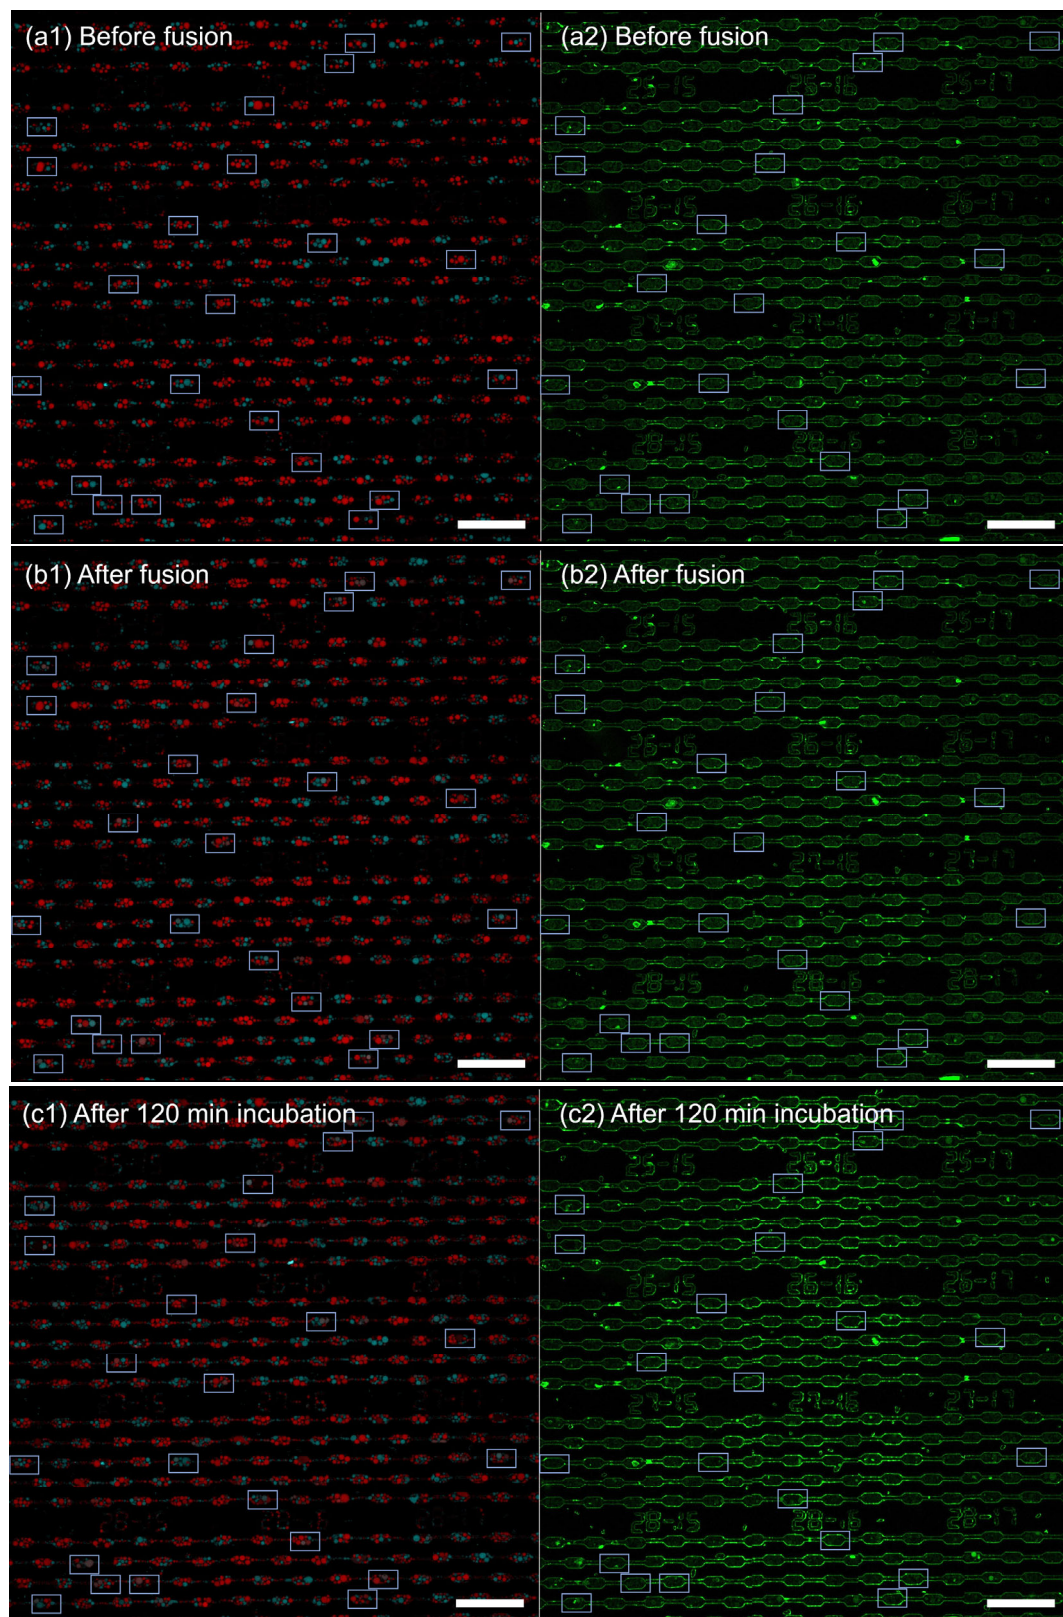 (a1) Before fusion
(a2) Before fusion
25-15 25-16 25-17
26-15 26-16 26-17
27-15 27-16 27-17
28-15 28-16 28-17
(b1) After fusion
(b2) After fusion
25-15 25-16 25-17
26-15 26-16 26-17
27-15 27-16 27-17
28-15 28-16 28-17
(c1) After 120 min incubation
(c2) After 120 min incubation
25-15 25-16 25-17
26-15 26-16 26-17
27-15 27-16 27-17
28-15 28-16 28-17